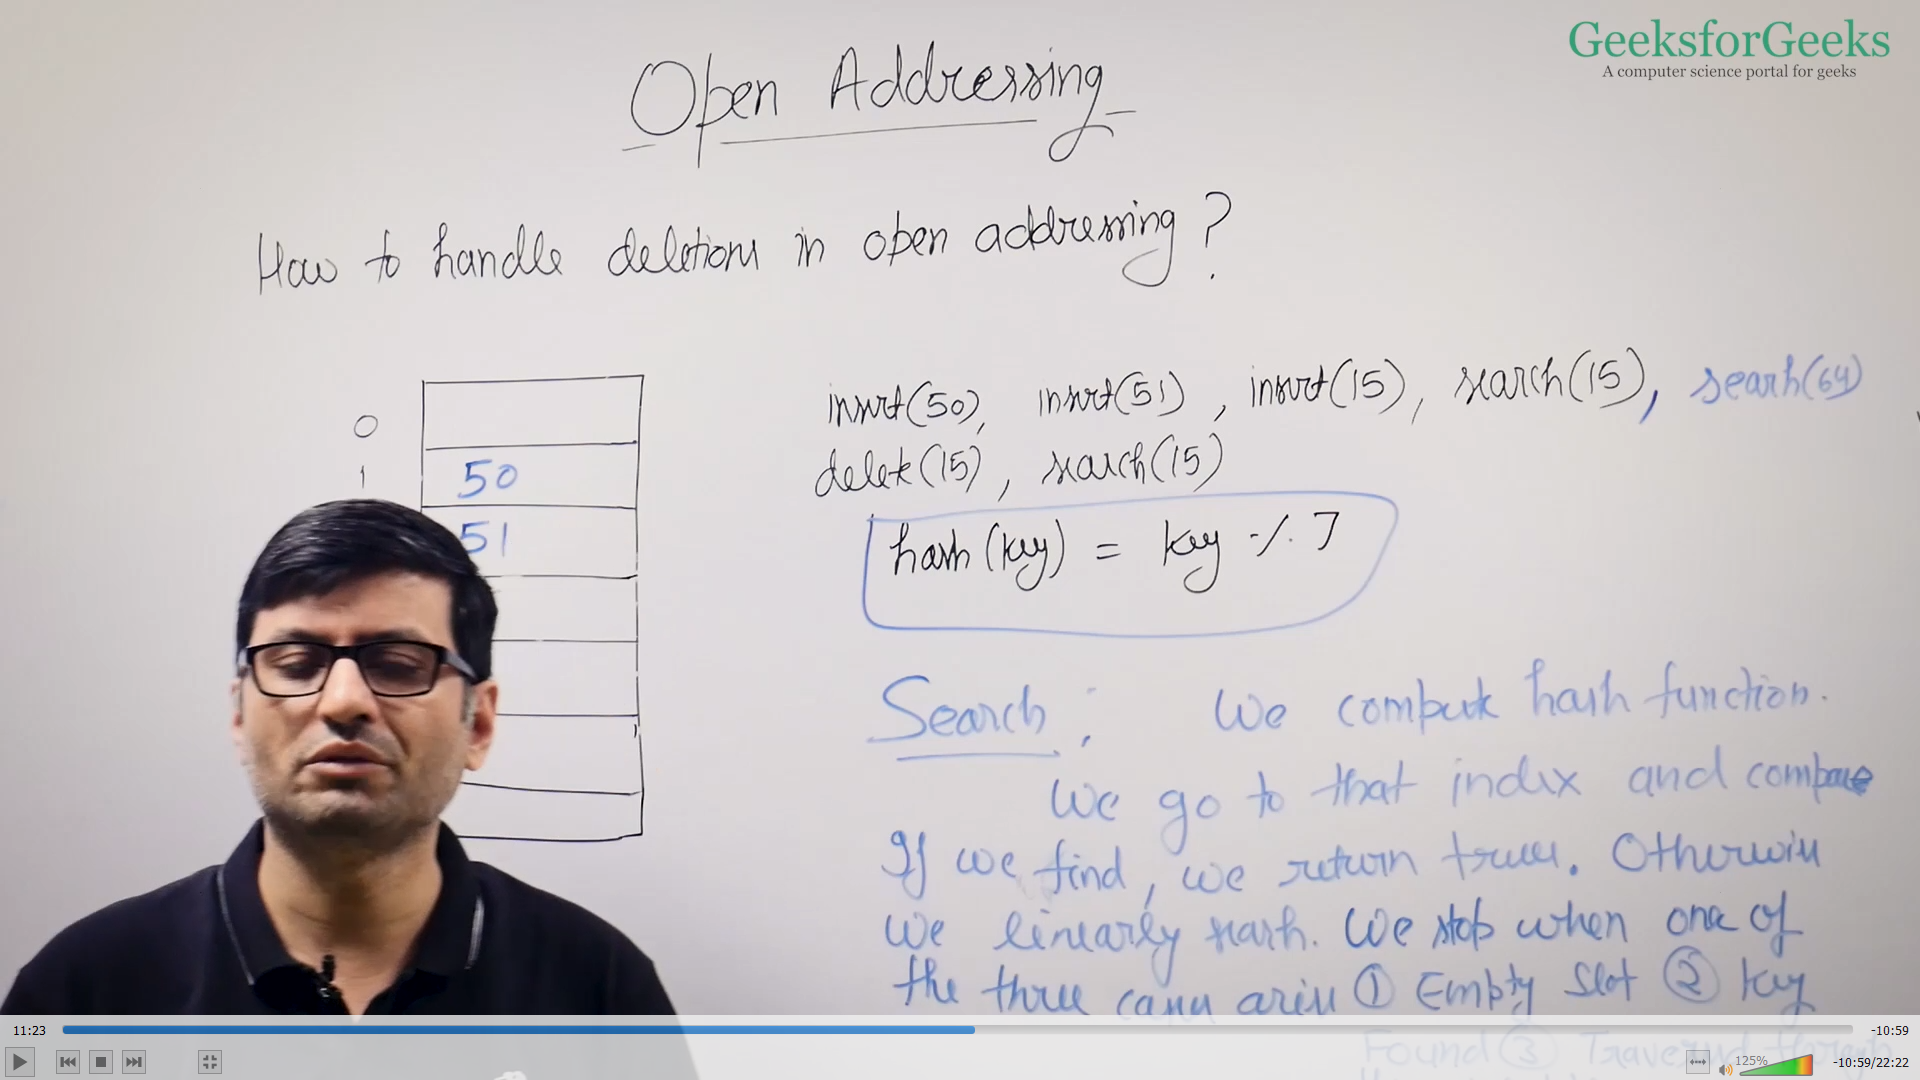 GeeksforGeeks
A computer science portal for geeks
Open Addressing
How to handle deletions in open addressing?
insert(50), insert(51), insert(15), search(15), searh(64)
delete(15), search(15)
hash(key) = key % 7
0
1 50
51
Search: We compute hash function.
We go to that index and compare
If we find, we return true. Otherwise
we linearly search. We stop when one of
the three cases arise ① Empty Slot ② key
Found ③ Traversed through
11:23
-10:59
125%
-10:59/22:22